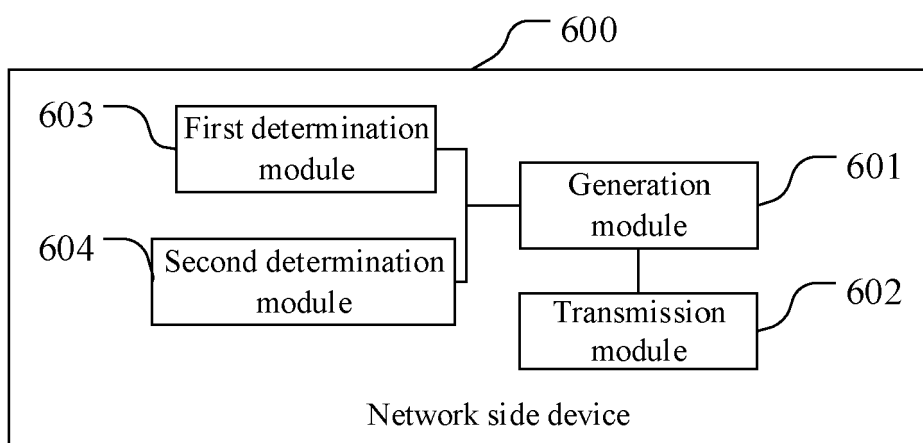 600
603
First determination
module
Generation
module
601
604
Second determination
module
Transmission
module
602
Network side device